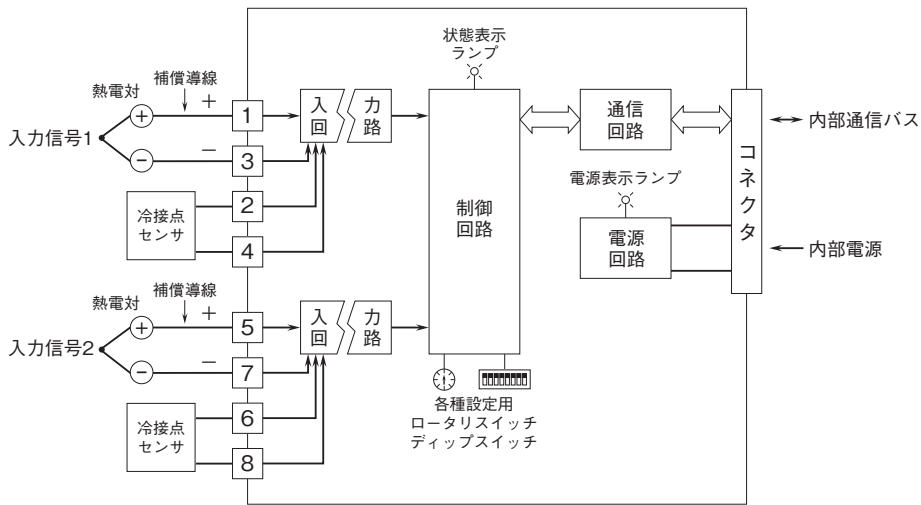 状態表示
ランプ
熱電対
補償導線
+
+
1
入力信号1
−
−
3
入
回
力
路
冷接点
センサ
2
4
制御
回路
通信
回路
電源表示ランプ
電源
回路
コネクタ
内部通信バス
内部電源
熱電対
補償導線
+
+
5
入力信号2
−
−
7
入
回
力
路
冷接点
センサ
6
8
各種設定用
ロータリスイッチ
ディップスイッチ